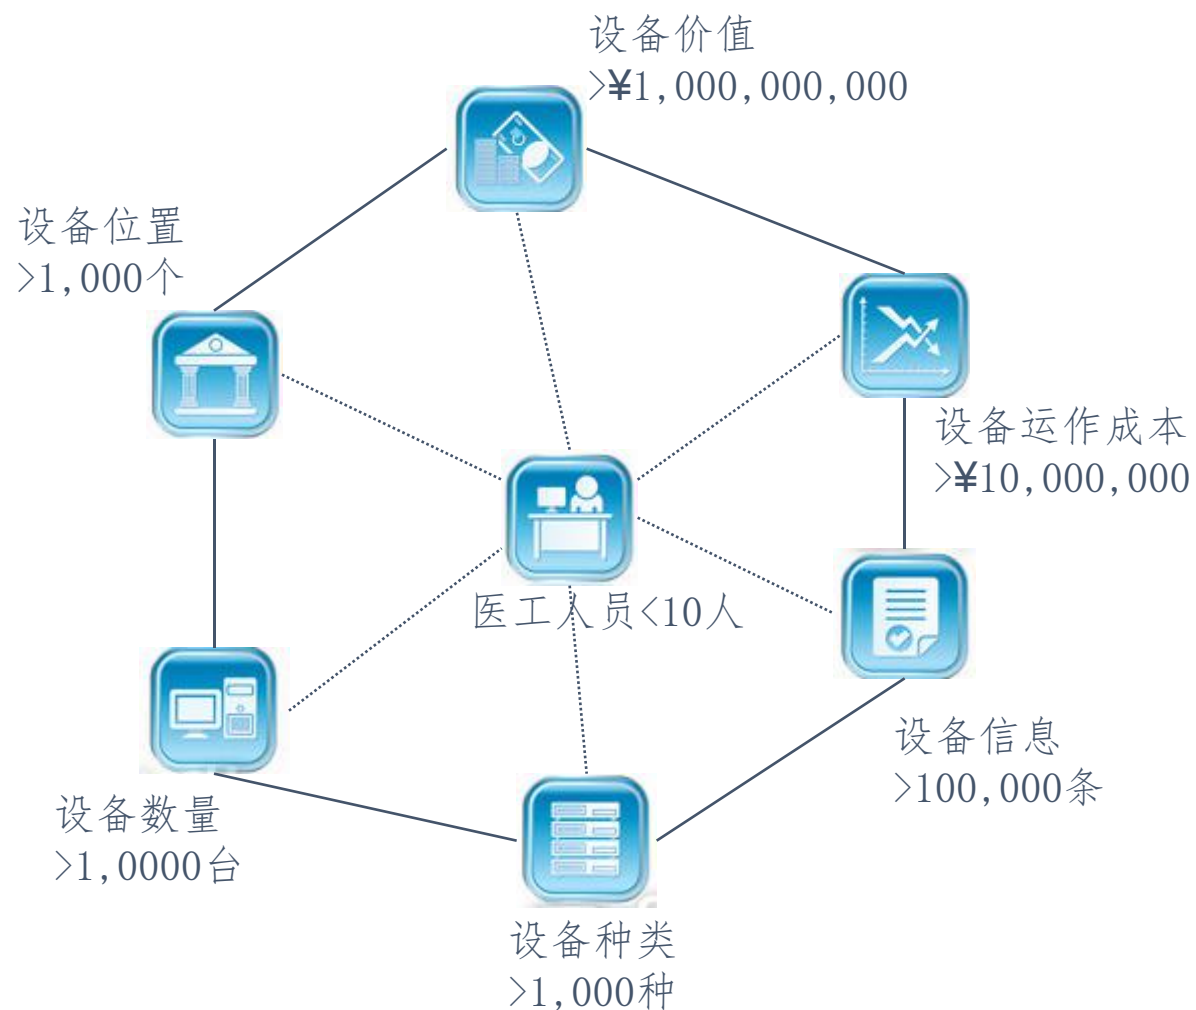 设备价值
>¥1,000,000,000
设备位置
>1,000个
设备运作成本
>¥10,000,000
医工人员<10人
设备信息
>100,000条
设备数量
>1,0000台
设备种类
>1,000种